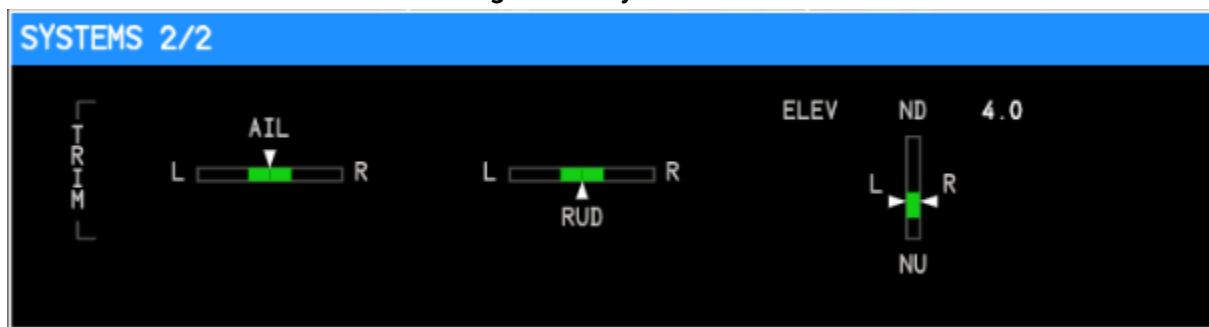 SYSTEMS 2/2
TRIM
AIL
L R
L R
RUD
ELEV ND 4.0
L R
NU